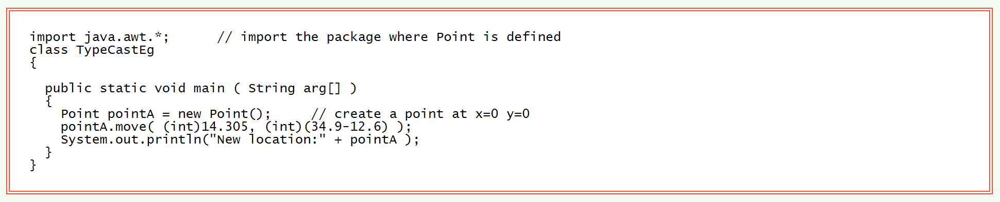 import java.awt.*;      // import the package where Point is defined
class TypeCastEg
{
  public static void main ( String arg[] )
  {
    Point pointA = new Point();     // create a point at x=0 y=0
    pointA.move( (int)14.305, (int)(34.9-12.6) );
    System.out.println("New location:" + pointA );
  }
}